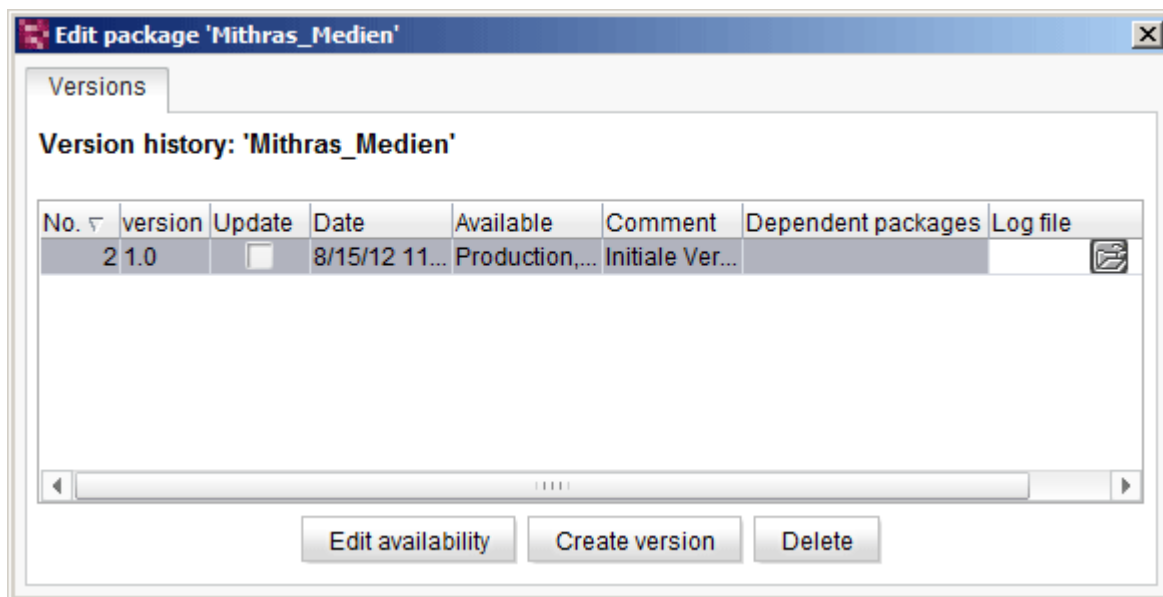 Edit package 'Mithras_Medien'
Versions
Version history: 'Mithras_Medien'
No. version Update Date Available Comment Dependent packages Log file
2 1.0 8/15/12 11... Production,... Initiale Ver...
Edit availability Create version Delete